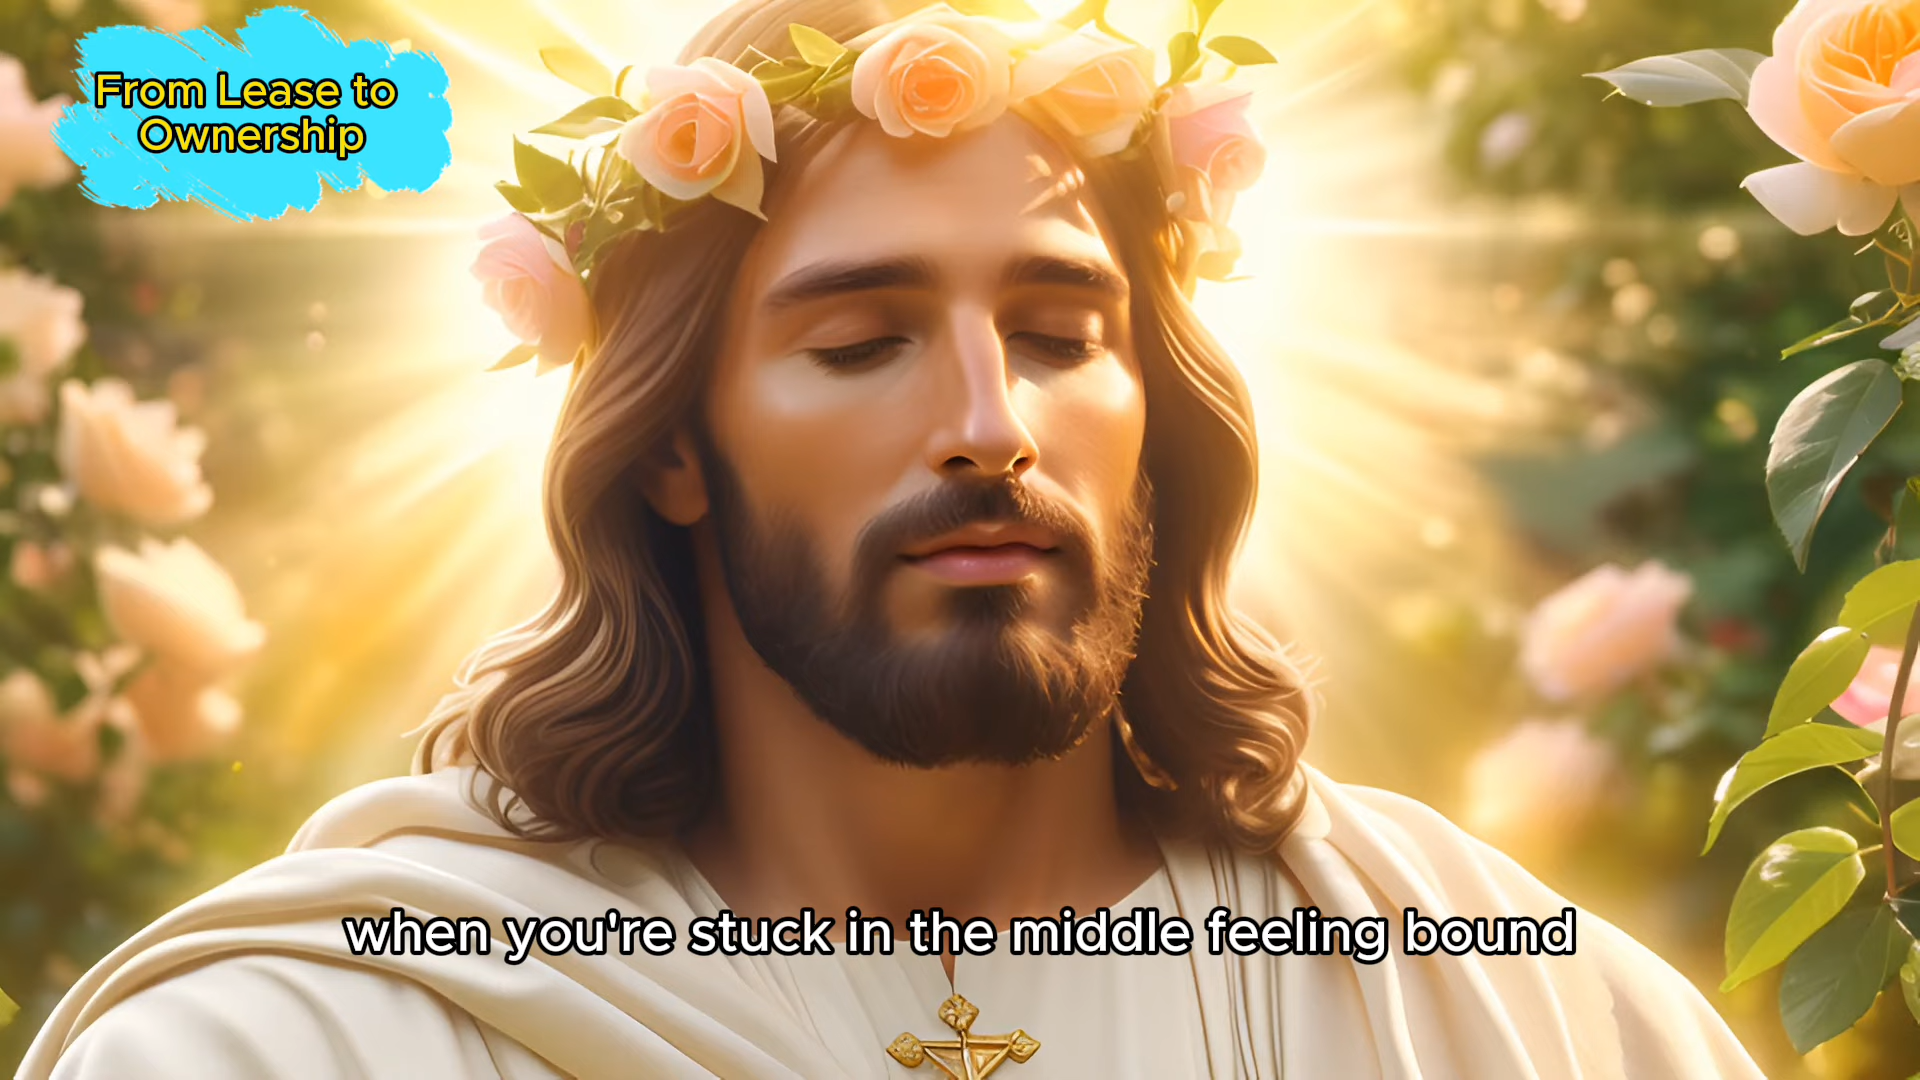 From Lease to
Ownership
when you're stuck in the middle feeling bound